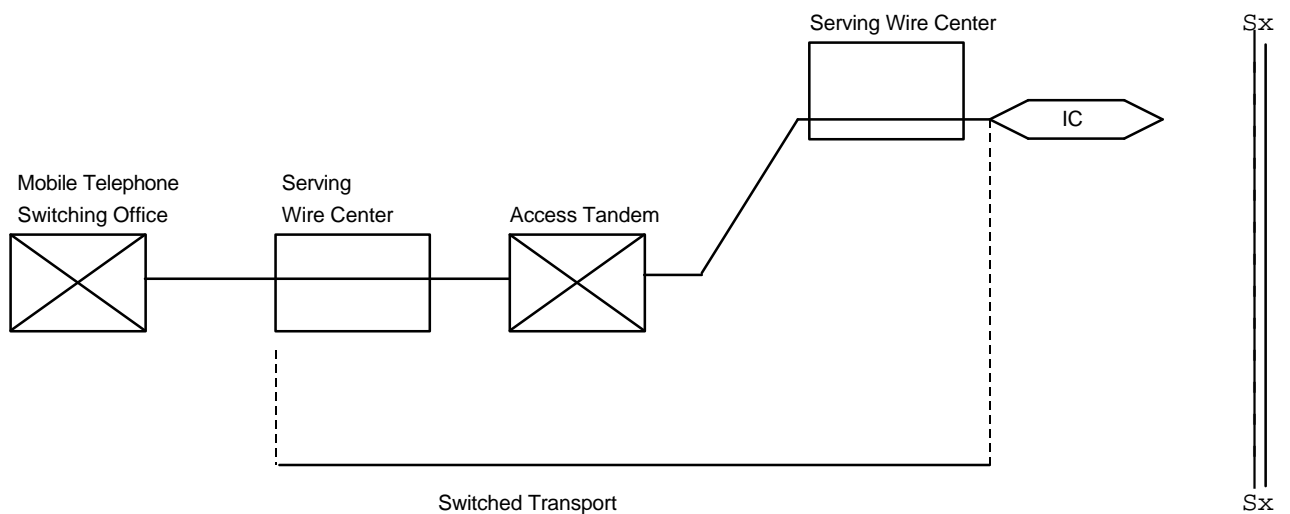 Serving Wire Center
Sx
IC
Mobile Telephone
Switching Office
Serving
Wire Center
Access Tandem
Switched Transport
Sx